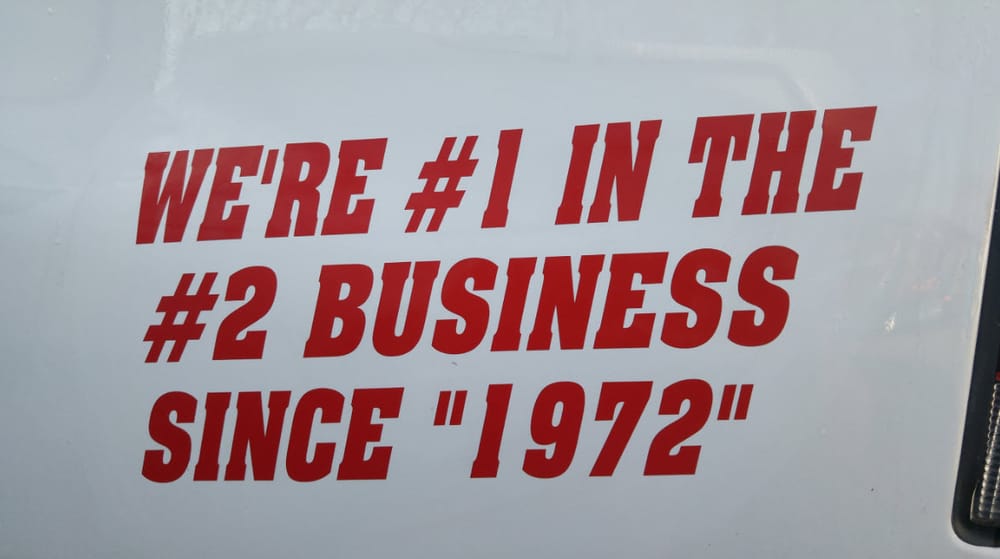 WE'RE #1 IN THE
#2 BUSINESS
SINCE "1972"